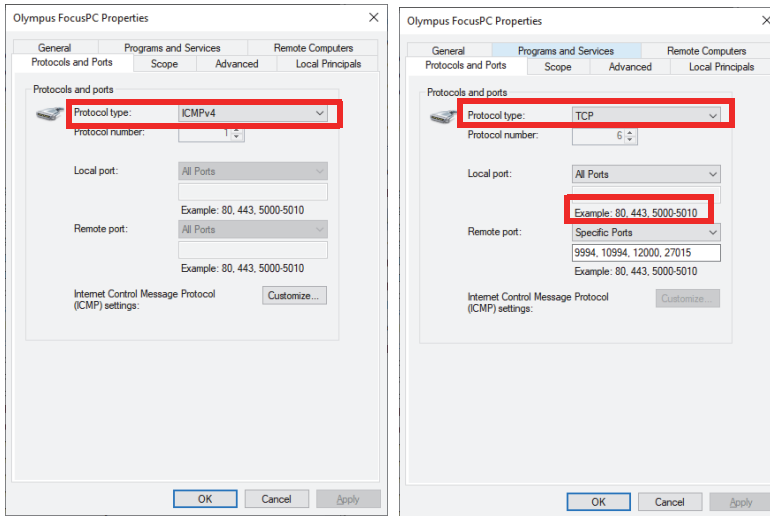 Olympus FocusPC Properties
General Programs and Services Remote Computers
Protocols and Ports Scope Advanced Local Principals
Protocols and ports
Protocol type: ICMPv4
Protocol number: 1
Local port: All Ports
Example: 80, 443, 5000-5010
Remote port: All Ports
Example: 80, 443, 5000-5010
Internet Control Message Protocol
(ICMP) settings: Customize...
OK Cancel Apply
Olympus FocusPC Properties
General Programs and Services Remote Computers
Protocols and Ports Scope Advanced Local Principals
Protocols and ports
Protocol type: TCP
Protocol number: 6
Local port: All Ports
Example: 80, 443, 5000-5010
Remote port: Specific Ports
9994, 10994, 12000, 27015
Example: 80, 443, 5000-5010
Internet Control Message Protocol
(ICMP) settings: Customize...
OK Cancel Apply